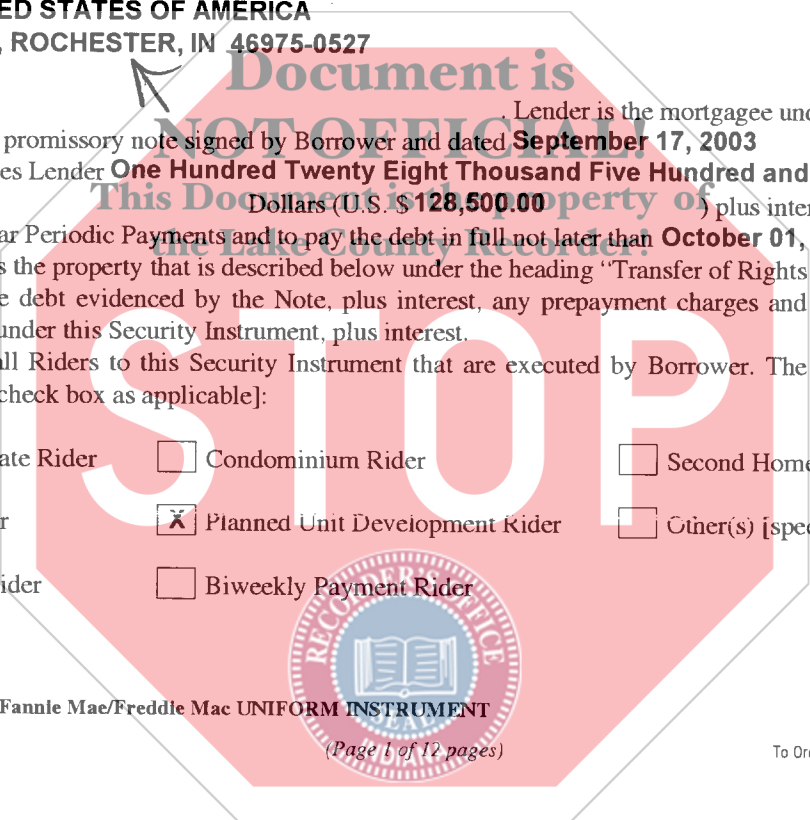 ED STATES OF AMERICA
, ROCHESTER, IN 46975-0527
Document is
. Lender is the mortgagee und
NOT OFFICIAL!
promissory note signed by Borrower and dated September 17, 2003
es Lender One Hundred Twenty Eight Thousand Five Hundred and
This Document is the property of
Dollars (U.S. $128,500.00 ) plus inter
ar Periodic Payments and to pay the debt in full not later than October 01,
the Lake County Recorder!
s the property that is described below under the heading "Transfer of Rights
e debt evidenced by the Note, plus interest, any prepayment charges and
under this Security Instrument, plus interest.
all Riders to this Security Instrument that are executed by Borrower. The
check box as applicable]:
STOP
ate Rider Condominium Rider Second Home
r X Planned Unit Development Rider Other(s) [spec
ider Biweekly Payment Rider
RECORDER'S OFFICE
SEAL
INDIANA
Fannie Mae/Freddie Mac UNIFORM INSTRUMENT
(Page 1 of 12 pages)
To Ord